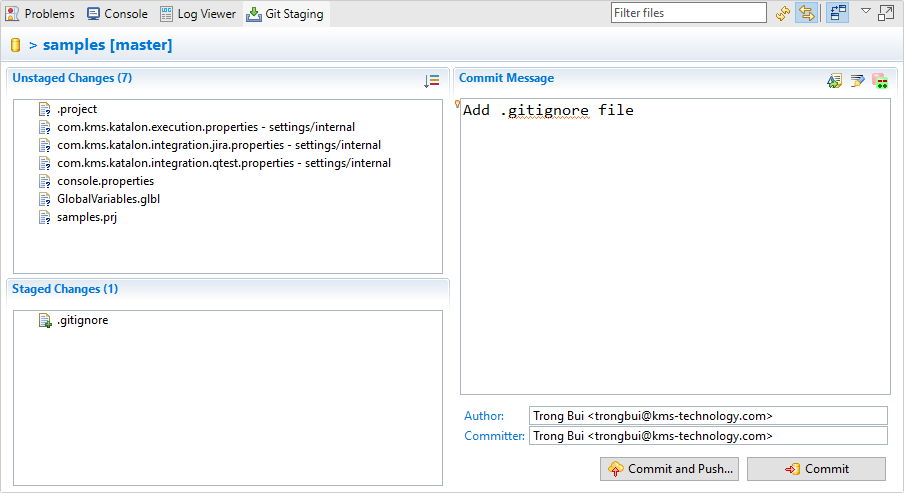 Problems Console Log Viewer Git Staging Filter files
> samples [master]
Unstaged Changes (7)
.project
com.kms.katalon.execution.properties - settings/internal
com.kms.katalon.integration.jira.properties - settings/internal
com.kms.katalon.integration.qtest.properties - settings/internal
console.properties
GlobalVariables.glbl
samples.prj
Staged Changes (1)
.gitignore
Commit Message
Add .gitignore file
Author: Trong Bui <trongbui@kms-technology.com>
Committer: Trong Bui <trongbui@kms-technology.com>
Commit and Push... Commit